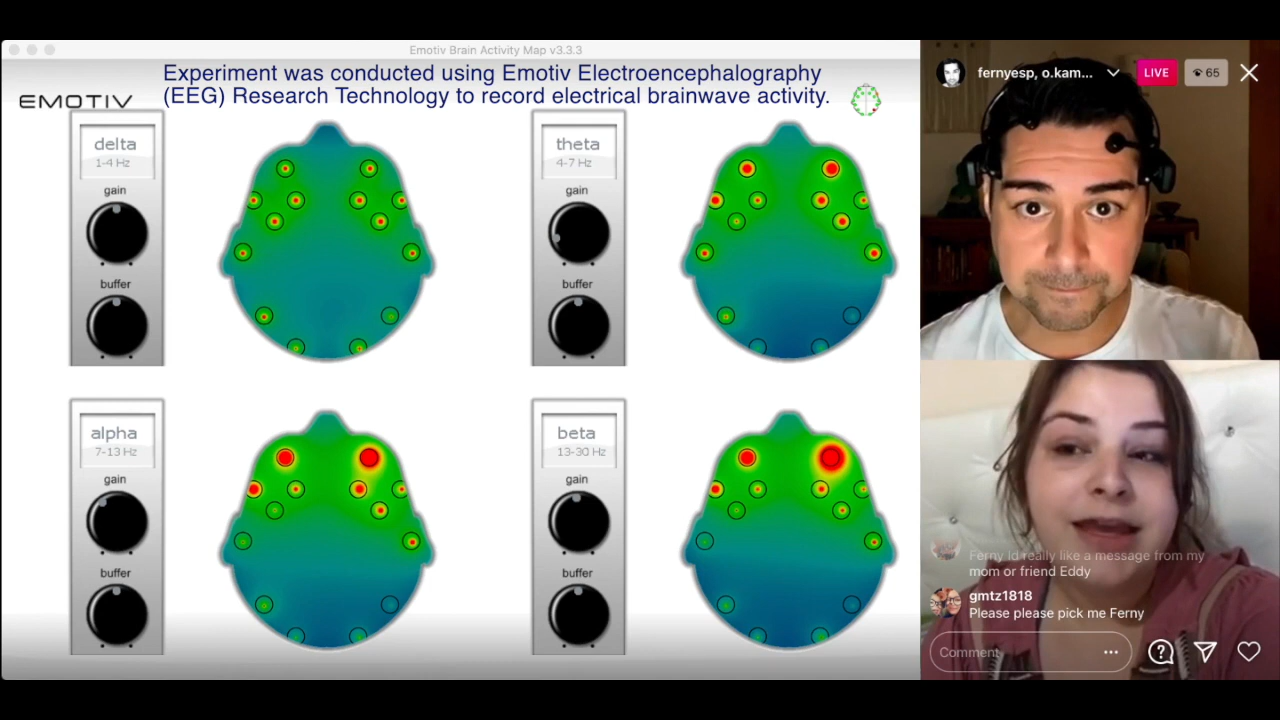 Emotiv Brain Activity Map v3.3.3
Experiment was conducted using Emotiv Electroencephalography
(EEG) Research Technology to record electrical brainwave activity.
EMOTIV
delta
1-4 Hz
gain
buffer
theta
4-7 Hz
gain
buffer
alpha
7-13 Hz
gain
buffer
beta
13-30 Hz
gain
buffer
fernyesp, o.kam...
LIVE
65
Ferny Id really like a message from my
mom or friend Eddy
gmtz1818
Please please pick me Ferny
Comment